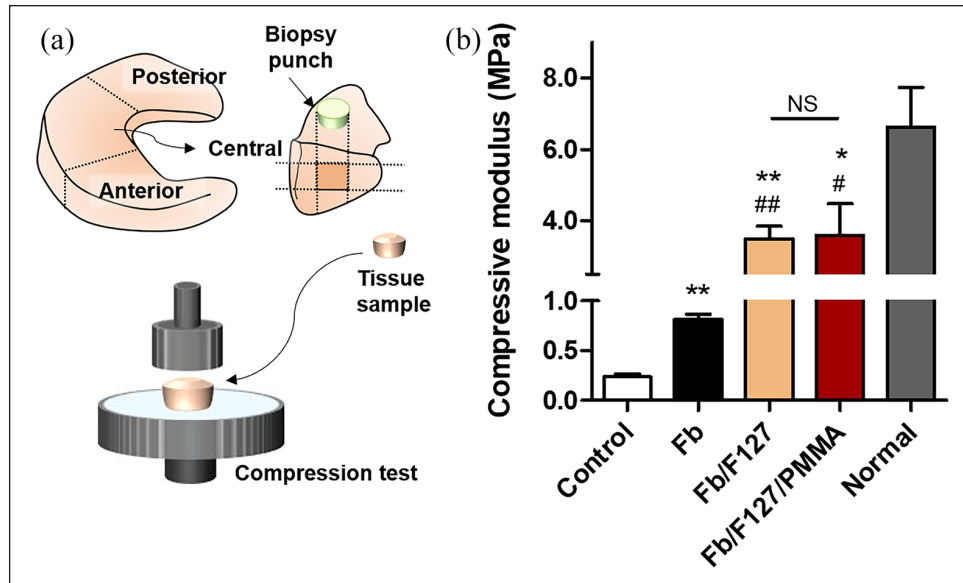 (a)
Posterior
Central
Anterior
Biopsy
punch
Tissue
sample
Compression test
(b)
Compressive modulus (MPa)
8.0
6.0
4.0
1.0
0.5
0.0
**
**
##
NS
*
#
Control
Fb
Fb/F127
Fb/F127/PMMA
Normal